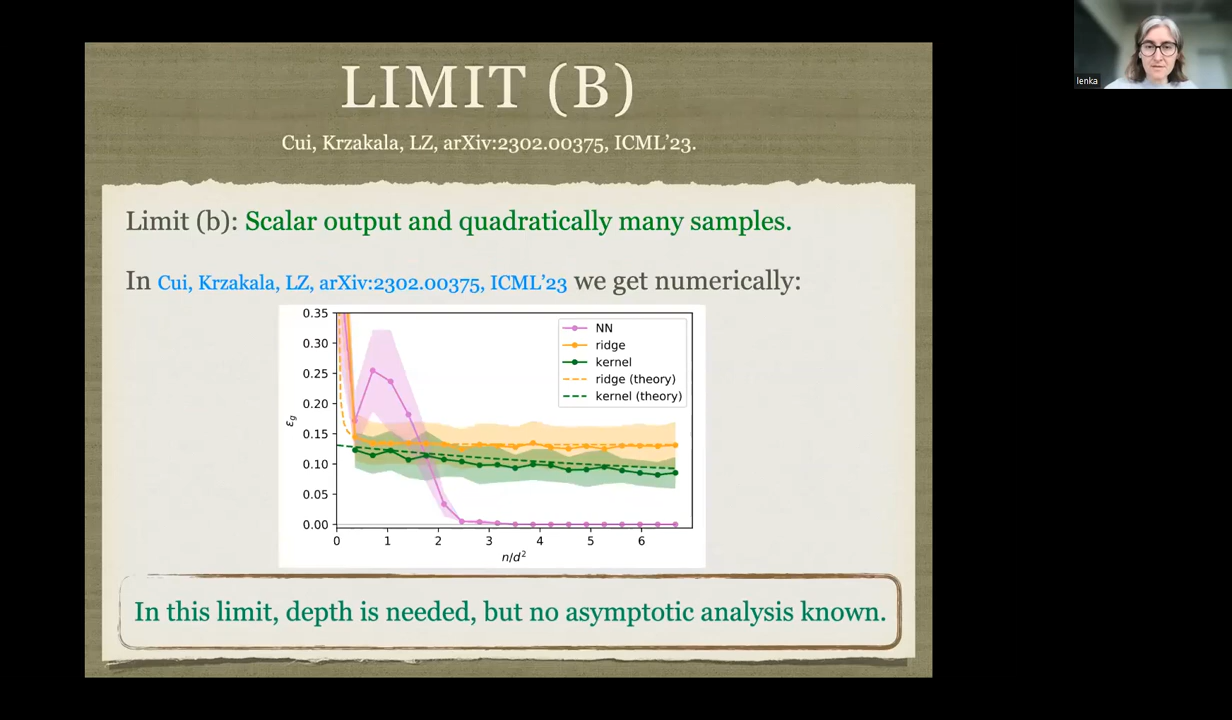 LIMIT (B)
Cui, Krzakala, LZ, arXiv:2302.00375, ICML'23.
lenka
Limit (b): Scalar output and quadratically many samples.
In Cui, Krzakala, LZ, arXiv:2302.00375, ICML'23 we get numerically:
0.35
0.30
0.25
0.20
0.15
0.10
0.05
0.00
εg
NN
ridge
kernel
ridge (theory)
kernel (theory)
0 1 2 3 4 5 6
n/d²
In this limit, depth is needed, but no asymptotic analysis known.